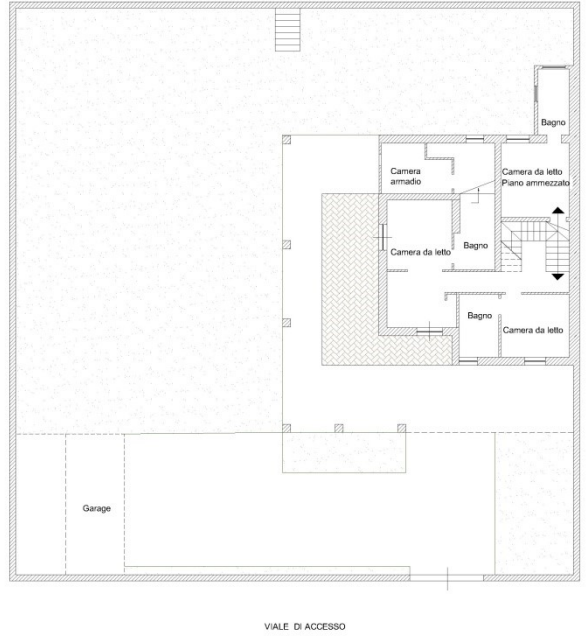 Bagno
Camera
armadio
Camera da letto
Piano ammezzato
Camera da letto
Bagno
Bagno
Camera da letto
Garage
VIALE DI ACCESSO